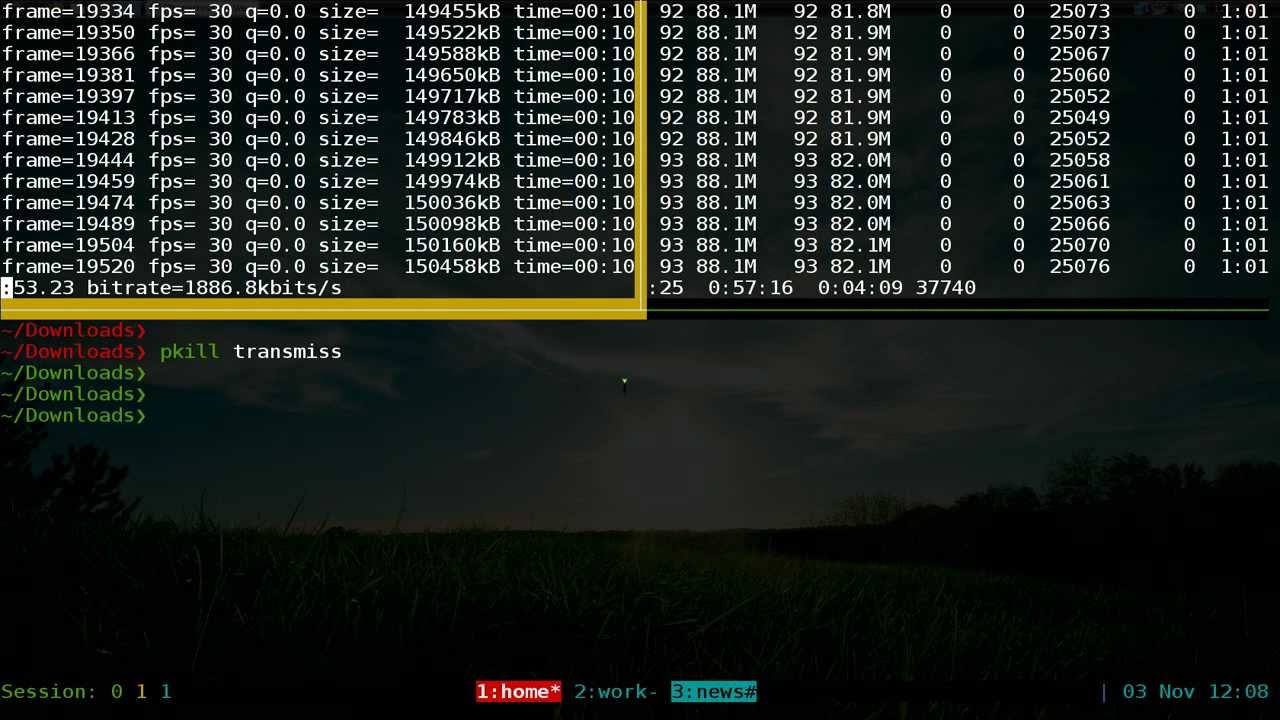 frame=19334 fps= 30 q=0.0 size=  149455kB time=00:10
frame=19350 fps= 30 q=0.0 size=  149522kB time=00:10
frame=19366 fps= 30 q=0.0 size=  149588kB time=00:10
frame=19381 fps= 30 q=0.0 size=  149650kB time=00:10
frame=19397 fps= 30 q=0.0 size=  149717kB time=00:10
frame=19413 fps= 30 q=0.0 size=  149783kB time=00:10
frame=19428 fps= 30 q=0.0 size=  149846kB time=00:10
frame=19444 fps= 30 q=0.0 size=  149912kB time=00:10
frame=19459 fps= 30 q=0.0 size=  149974kB time=00:10
frame=19474 fps= 30 q=0.0 size=  150036kB time=00:10
frame=19489 fps= 30 q=0.0 size=  150098kB time=00:10
frame=19504 fps= 30 q=0.0 size=  150160kB time=00:10
frame=19520 fps= 30 q=0.0 size=  150458kB time=00:10
:53.23 bitrate=1886.8kbits/s
92 88.1M   92 81.8M    0     0  25073      0  1:01
92 88.1M   92 81.9M    0     0  25073      0  1:01
92 88.1M   92 81.9M    0     0  25067      0  1:01
92 88.1M   92 81.9M    0     0  25060      0  1:01
92 88.1M   92 81.9M    0     0  25052      0  1:01
92 88.1M   92 81.9M    0     0  25049      0  1:01
92 88.1M   92 81.9M    0     0  25052      0  1:01
93 88.1M   93 82.0M    0     0  25058      0  1:01
93 88.1M   93 82.0M    0     0  25061      0  1:01
93 88.1M   93 82.0M    0     0  25063      0  1:01
93 88.1M   93 82.0M    0     0  25066      0  1:01
93 88.1M   93 82.1M    0     0  25070      0  1:01
93 88.1M   93 82.1M    0     0  25076      0  1:01
:25  0:57:16  0:04:09 37740
~/Downloads❯
~/Downloads❯ pkill transmiss
~/Downloads❯
~/Downloads❯
~/Downloads❯
Session: 0 1 1 1:home* 2:work- 3:news# | 03 Nov 12:08